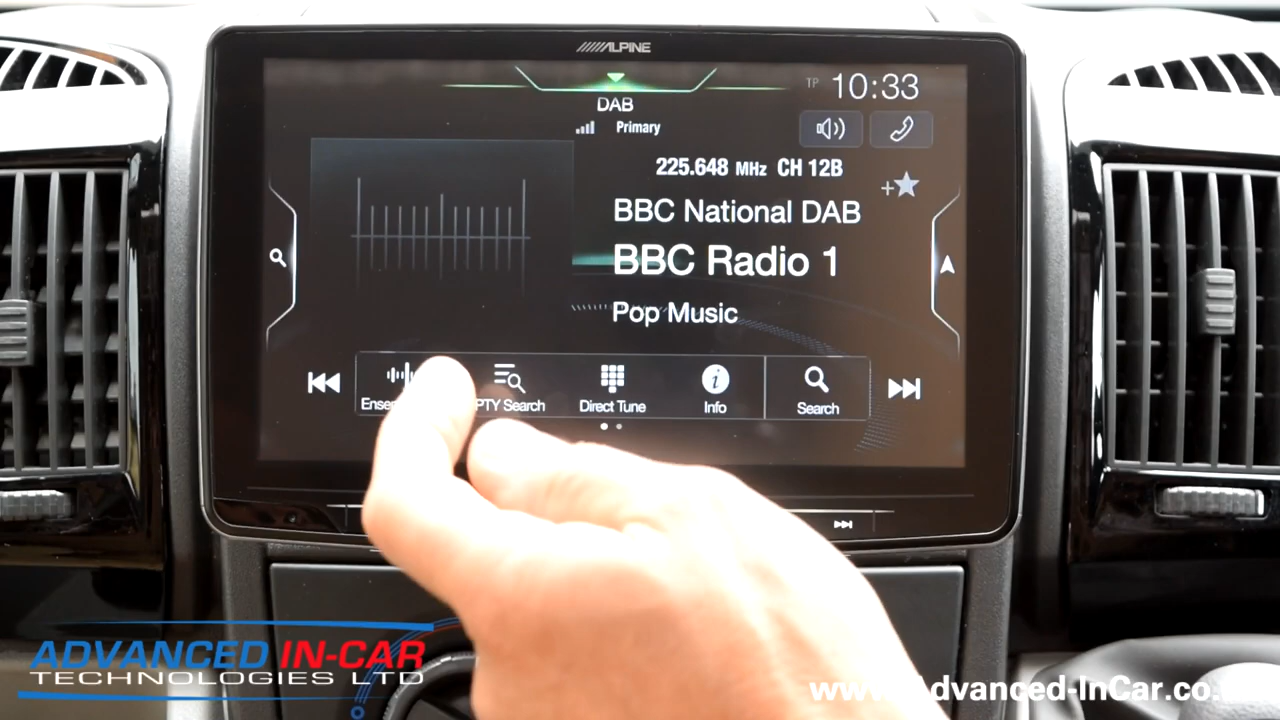 ALPINE
TP 10:33
DAB
Primary
225.648 MHz CH 12B
BBC National DAB
BBC Radio 1
Pop Music
PTY Search
Direct Tune
Info
Search
ADVANCED IN-CAR
TECHNOLOGIES LTD